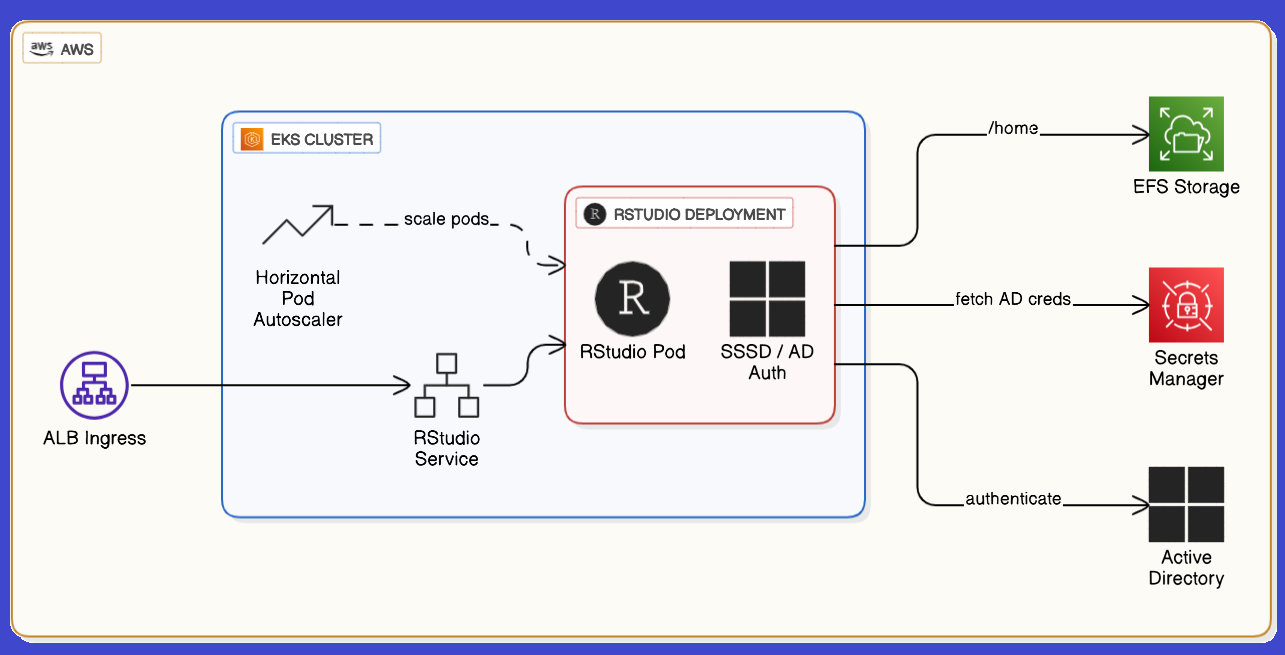 aws AWS
EKS CLUSTER
scale pods
Horizontal
Pod
Autoscaler
R RSTUDIO DEPLOYMENT
R
RStudio Pod
SSSD / AD
Auth
ALB Ingress
RStudio
Service
/home
EFS Storage
fetch AD creds
Secrets
Manager
authenticate
Active
Directory